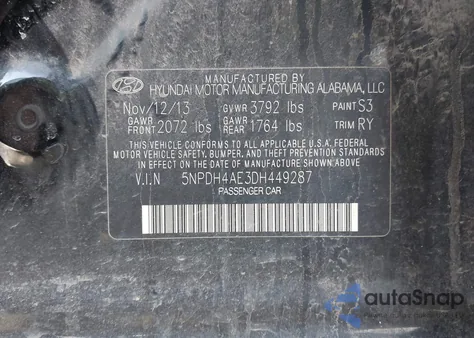 MANUFACTURED BY
HYUNDAI MOTOR MANUFACTURING ALABAMA, LLC
Nov/12/13 GVWR 3792 lbs PAINT S3
GAWR FRONT 2072 lbs GAWR REAR 1764 lbs TRIM RY
THIS VEHICLE CONFORMS TO ALL APPLICABLE U.S.A. FEDERAL
MOTOR VEHICLE SAFETY, BUMPER, AND THEFT PREVENTION STANDARDS
IN EFFECT ON THE DATE OF MANUFACTURE SHOWN ABOVE.
V.I.N 5NPDH4AE3DH449287
PASSENGER CAR
autoSnap